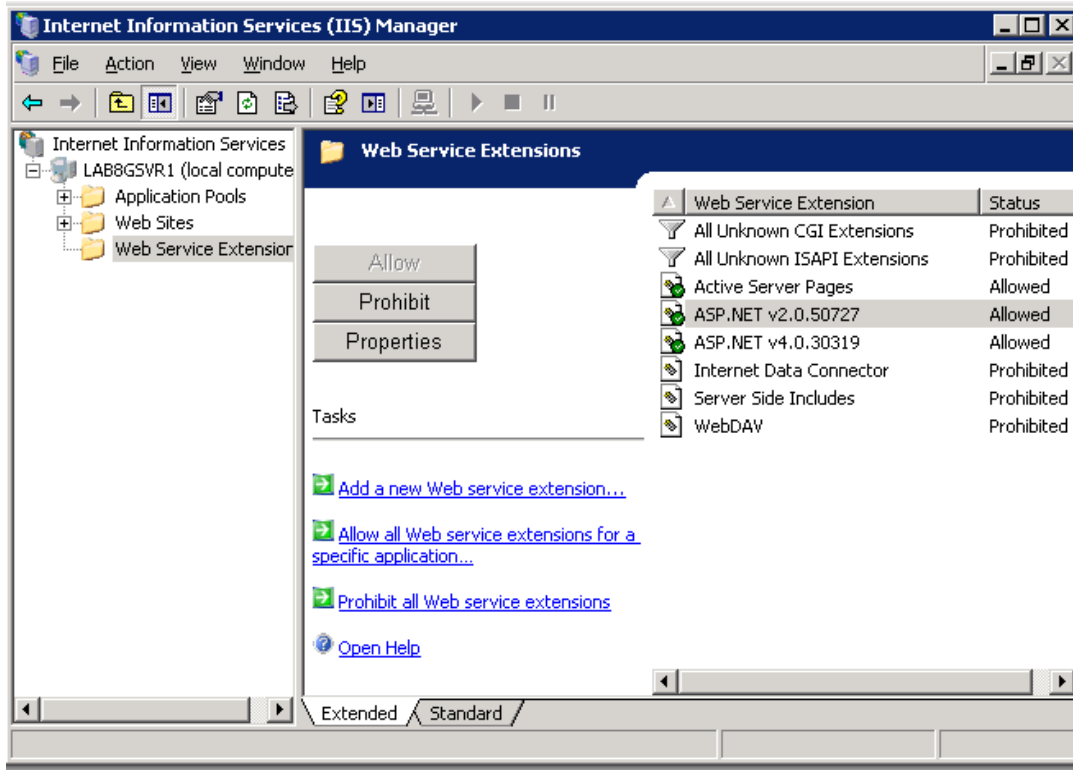 Internet Information Services (IIS) Manager
File Action View Window Help
Internet Information Services
LAB8GSVR1 (local compute
Application Pools
Web Sites
Web Service Extension
Web Service Extensions
Allow
Prohibit
Properties
Tasks
Add a new Web service extension...
Allow all Web service extensions for a
specific application...
Prohibit all Web service extensions
Open Help
Web Service Extension Status
All Unknown CGI Extensions Prohibited
All Unknown ISAPI Extensions Prohibited
Active Server Pages Allowed
ASP.NET v2.0.50727 Allowed
ASP.NET v4.0.30319 Allowed
Internet Data Connector Prohibited
Server Side Includes Prohibited
WebDAV Prohibited
Extended Standard